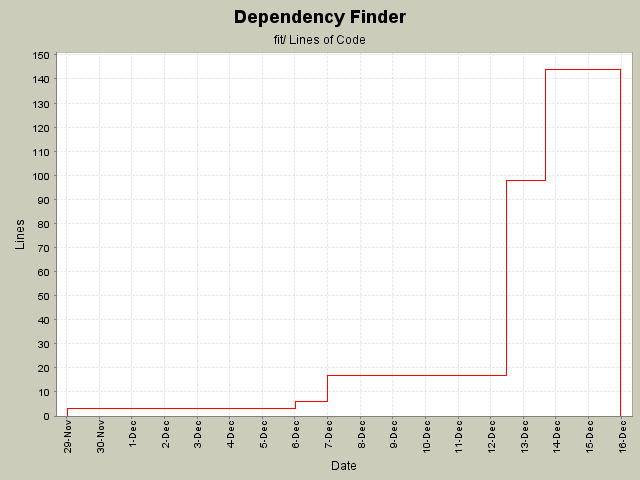 Dependency Finder
fit/ Lines of Code
150
140
130
120
110
100
90
80
70
60
50
40
30
20
10
0
Lines
29-Nov
30-Nov
1-Dec
2-Dec
3-Dec
4-Dec
5-Dec
6-Dec
7-Dec
8-Dec
9-Dec
10-Dec
11-Dec
12-Dec
13-Dec
14-Dec
15-Dec
16-Dec
Date